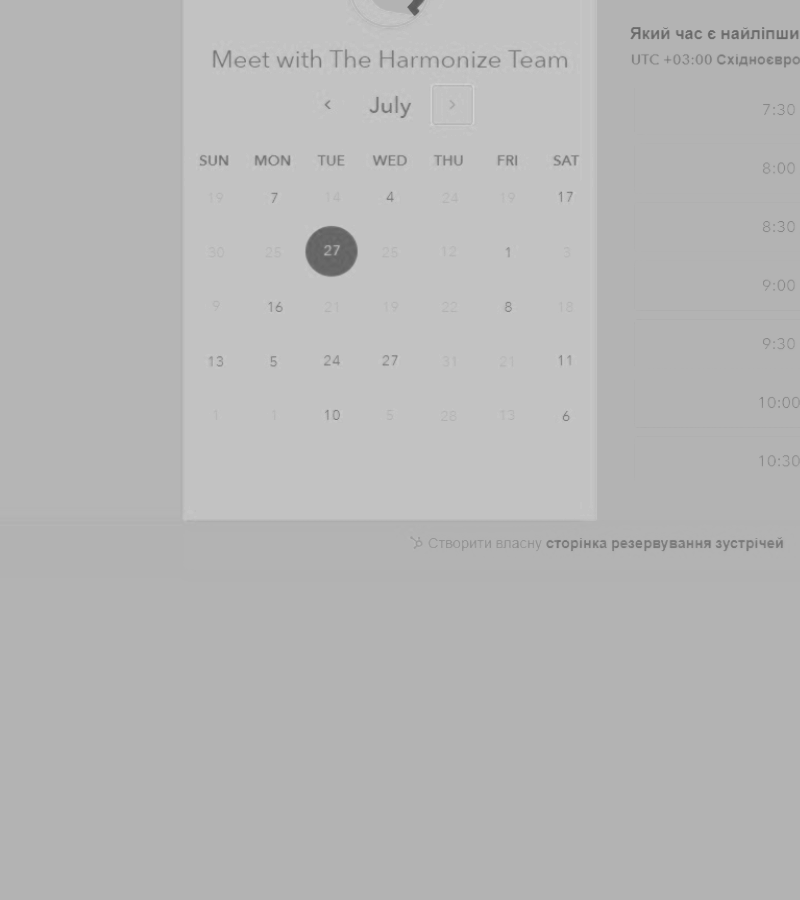 Meet with The Harmonize Team
July
SUN MON TUE WED THU FRI SAT
19 7 14 4 24 19 17
30 25 27 25 12 1 3
9 16 21 19 22 8 18
13 5 24 27 31 21 11
1 1 10 5 28 13 6
Який час є найліпши
UTC +03:00 Східноєвро
7:30
8:00
8:30
9:00
9:30
10:00
10:30
Створити власну сторінка резервування зустрічей